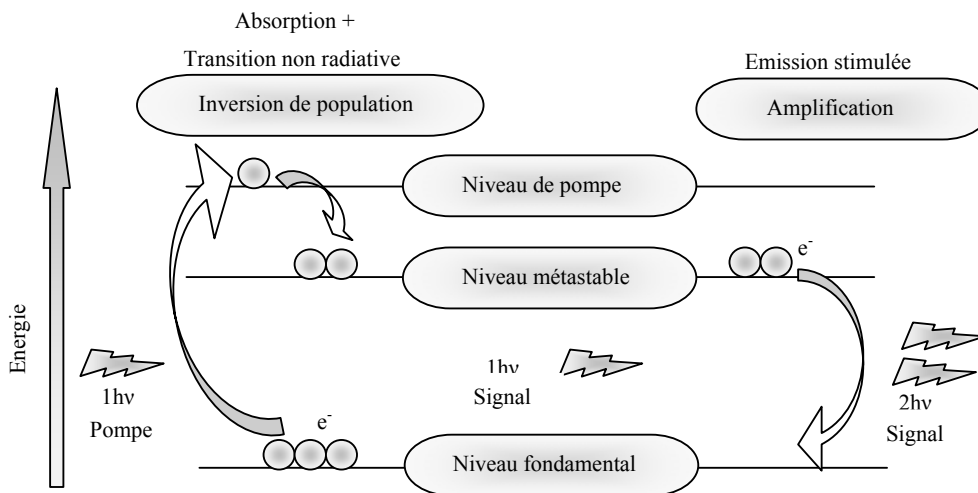 Absorption +
Transition non radiative
Inversion de population
Emission stimulée
Amplification
Niveau de pompe
Niveau métastable
e-
Energie
1hν
Pompe
1hν
Signal
2hν
Signal
e-
Niveau fondamental